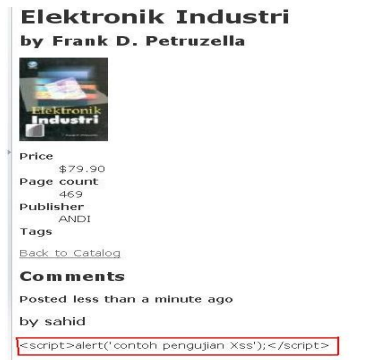 Elektronik Industri
by Frank D. Petruzella
Elektronik
Industri
Price
$79.90
Page count
469
Publisher
ANDI
Tags
Back to Catalog
Comments
Posted less than a minute ago
by sahid
<script>alert('contoh pengujian Xss');</script>